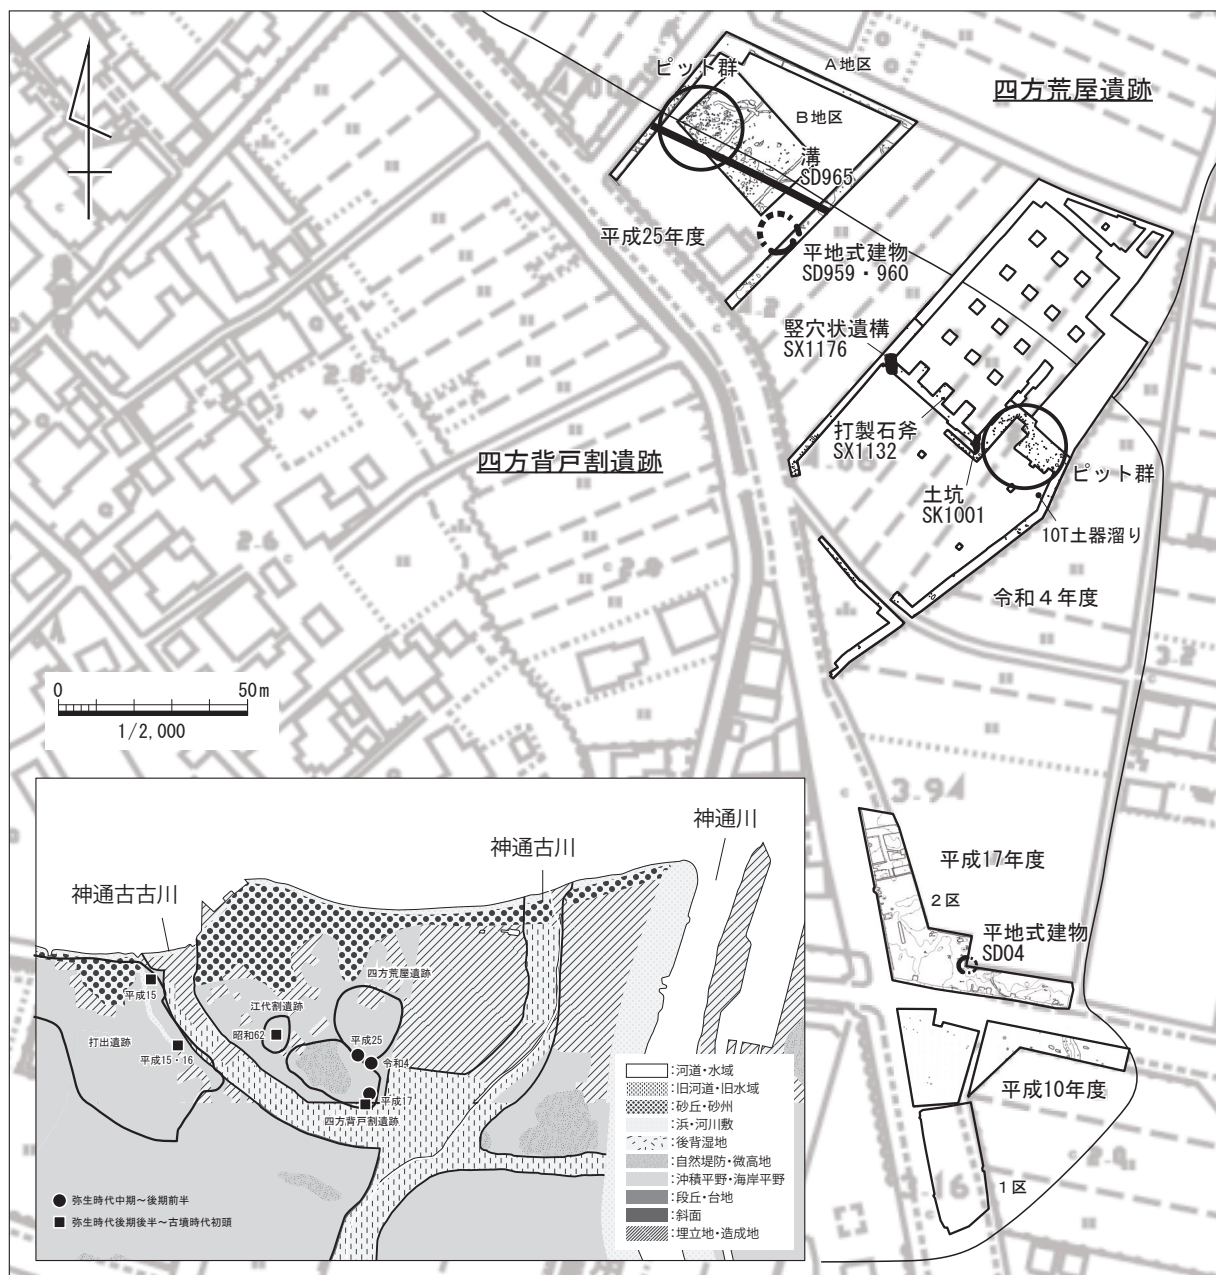 四方荒屋遺跡
A地区
ピット群
B地区
溝
SD965
平成25年度
平地式建物
SD959・960
竪穴状遺構
SX1176
打製石斧
SX1132
四方背戸割遺跡
ピット群
土坑
SK1001
10T土器溜り
令和4年度
2.8
2.6
2.9
3.2
0 50m
1/2,000
3.94
平成17年度
2区
平地式建物
SD04
平成10年度
1区
3.16
神通川
神通古川
神通古古川
四方荒屋遺跡
平成15
江代割遺跡
昭和62
平成25
令和4
打出遺跡
平成15・16
平成17
四方背戸割遺跡
:河道・水域
:旧河道・旧水域
:砂丘・砂州
:浜・河川敷
:後背湿地
:自然堤防・微高地
:沖積平野・海岸平野
:段丘・台地
:斜面
:埋立地・造成地
弥生時代中期～後期前半
弥生時代後期後半～古墳時代初頭